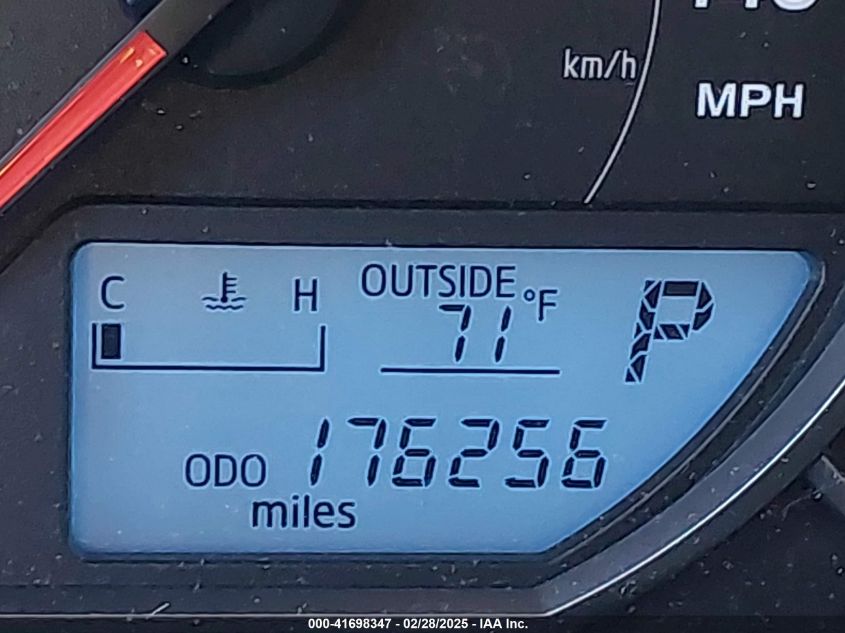 km/h
MPH
C H
OUTSIDE °F
71
P
ODO 176256
miles
000-41698347 - 02/28/2025 - IAA Inc.